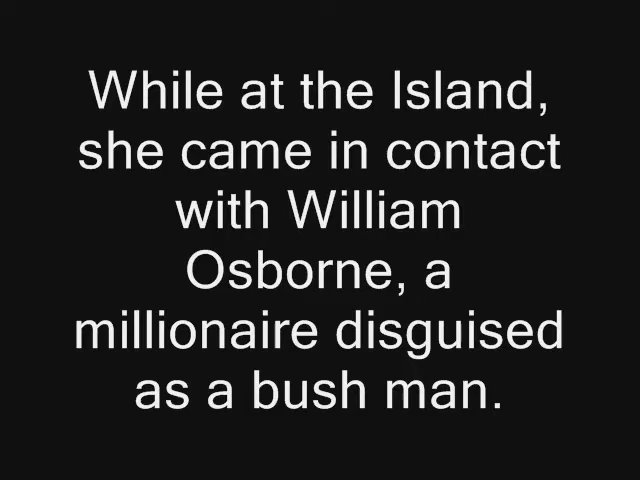 While at the Island,
she came in contact
with William
Osborne, a
millionaire disguised
as a bush man.